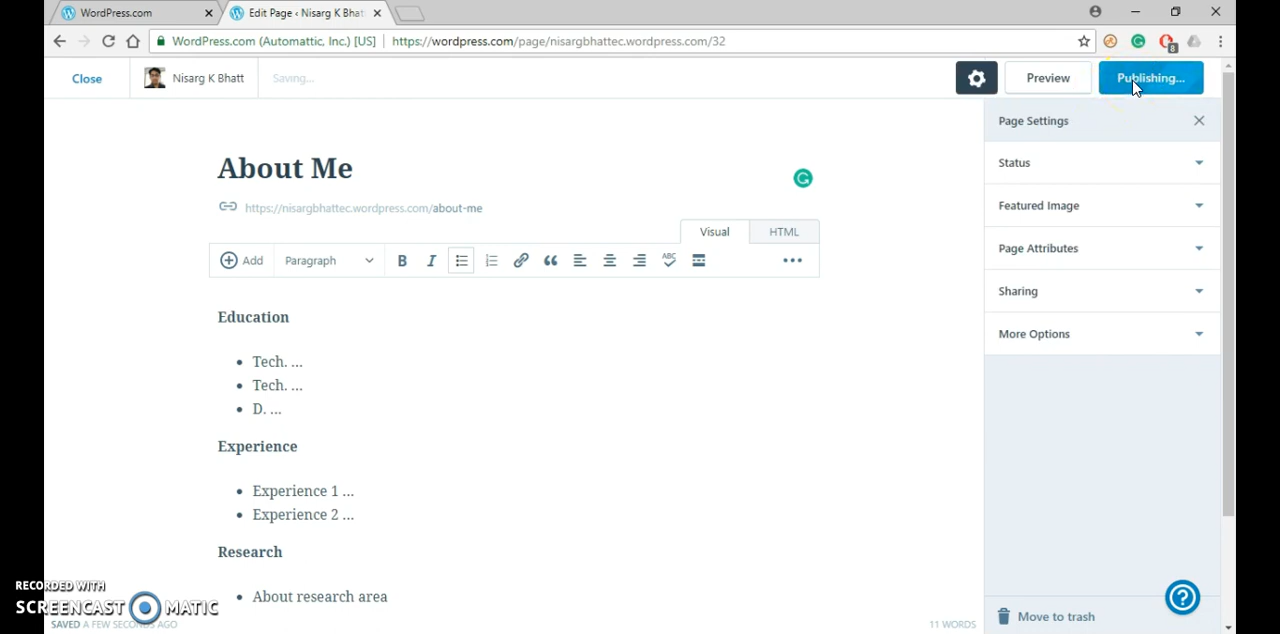 WordPress.com
Edit Page ‹ Nisarg K Bhat
WordPress.com (Automattic, Inc.) [US]
https://wordpress.com/page/nisargbhattec.wordpress.com/32
8
Close
Nisarg K Bhatt
Saving...
Preview
Publishing...
Page Settings
About Me
Status
https://nisargbhattec.wordpress.com/about-me
Featured Image
Visual
HTML
Add
Paragraph
B
I
ABC
Page Attributes
Sharing
Education
More Options
• Tech. ...
• Tech. ...
• D. ...
Experience
• Experience 1 ...
• Experience 2 ...
Research
• About research area
RECORDED WITH
SCREENCAST MATIC
SAVED A FEW SECONDS AGO
11 WORDS
Move to trash